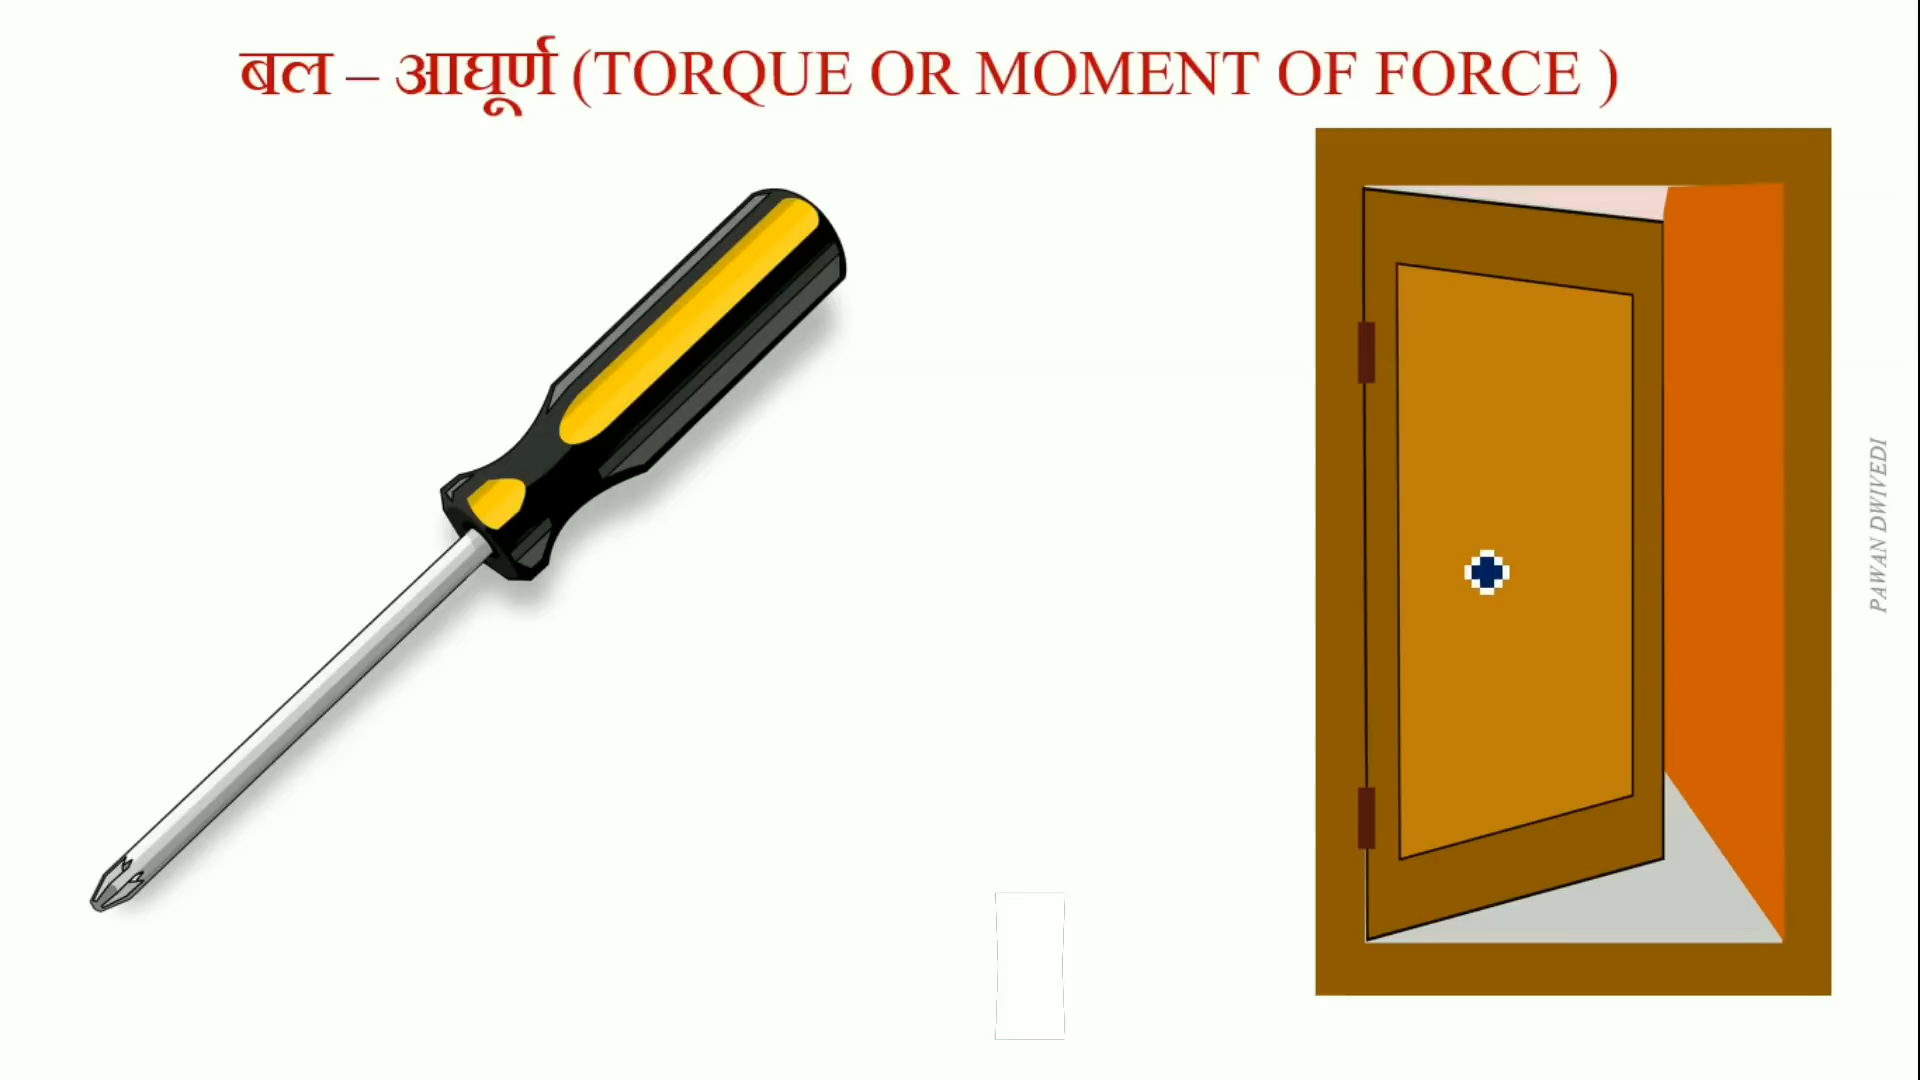 बल – आघूर्ण (TORQUE OR MOMENT OF FORCE )
PAWAN DWIVEDI